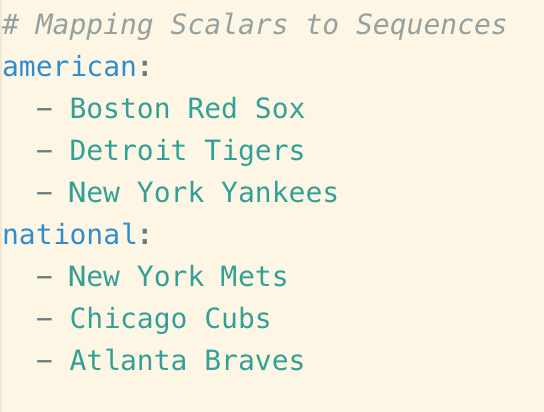 # Mapping Scalars to Sequences
american:
  - Boston Red Sox
  - Detroit Tigers
  - New York Yankees
national:
  - New York Mets
  - Chicago Cubs
  - Atlanta Braves